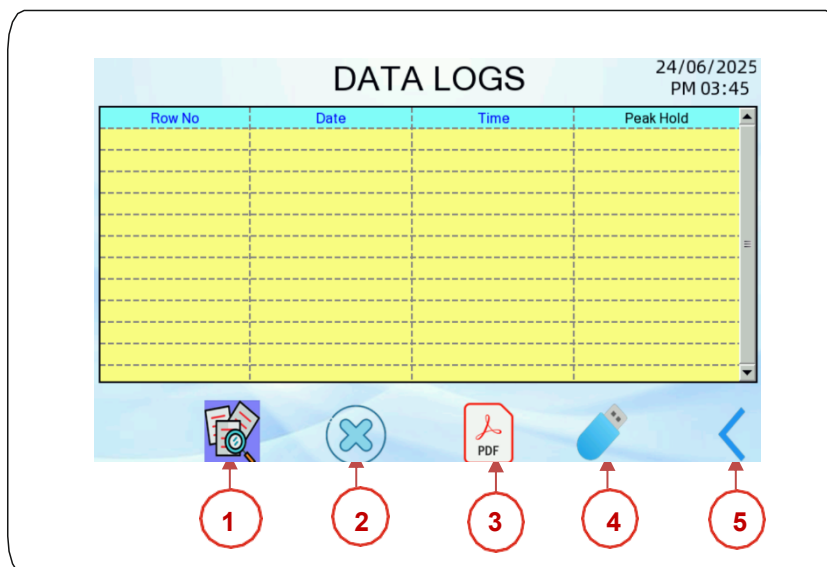 DATA LOGS
24/06/2025
PM 03:45
Row No Date Time Peak Hold
PDF
1 2 3 4 5